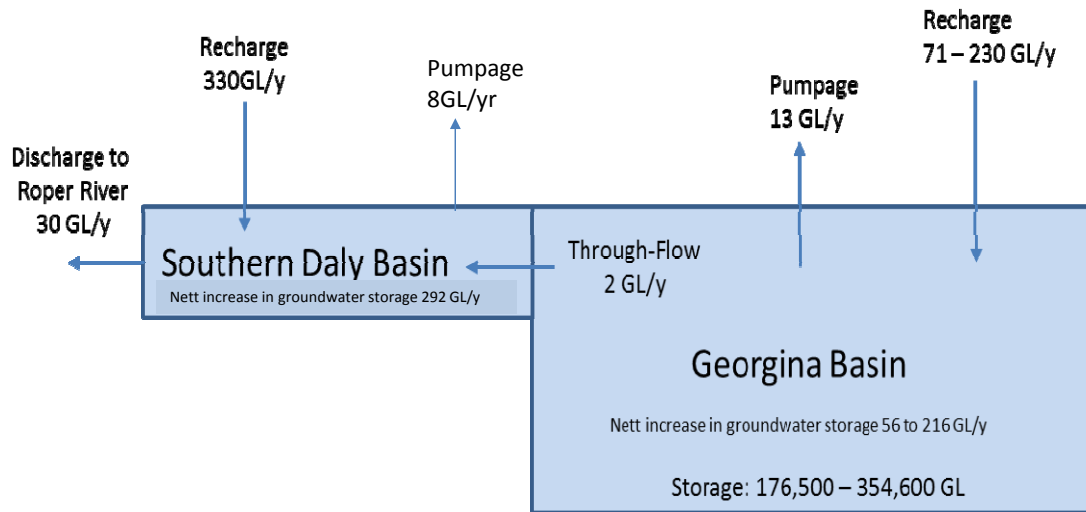 Recharge
330GL/y
Pumpage
8GL/yr
Recharge
71 – 230 GL/y
Pumpage
13 GL/y
Discharge to
Roper River
30 GL/y
Southern Daly Basin
Nett increase in groundwater storage 292 GL/y
Through-Flow
2 GL/y
Georgina Basin
Nett increase in groundwater storage 56 to 216 GL/y
Storage: 176,500 – 354,600 GL